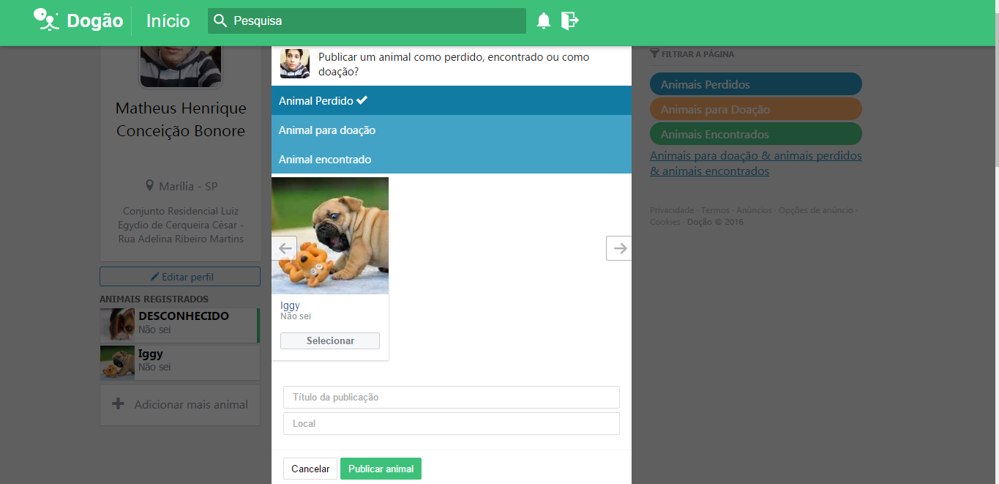 Dogão
Início
Pesquisa
Matheus Henrique
Conceição Bonore
Marília - SP
Conjunto Residencial Luiz
Egydio de Cerqueira César -
Rua Adelina Ribeiro Martins
Editar perfil
ANIMAIS REGISTRADOS
DESCONHECIDO
Não sei
Iggy
Não sei
Adicionar mais animal
Publicar um animal como perdido, encontrado ou como
doação?
Animal Perdido
Animal para doação
Animal encontrado
Iggy
Não sei
Selecionar
Título da publicação
Local
Cancelar
Publicar animal
FILTRAR A PÁGINA
Animais Perdidos
Animais para Doação
Animais Encontrados
Animais para doação & animais perdidos
& animais encontrados
Privacidade · Termos · Anúncios · Opções de anúncio ·
Cookies · Doção © 2016